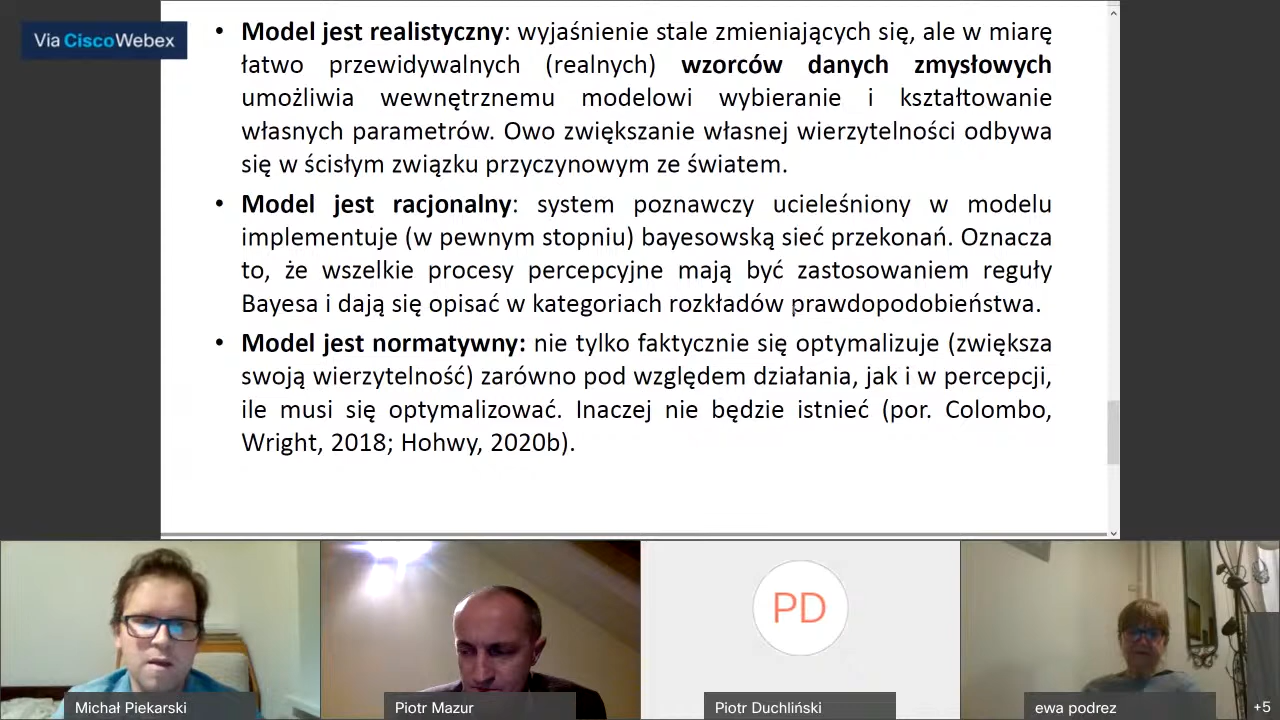 Via Cisco Webex
• Model jest realistyczny: wyjaśnienie stale zmieniających się, ale w miarę
łatwo przewidywalnych (realnych) wzorców danych zmysłowych
umożliwia wewnętrznemu modelowi wybieranie i kształtowanie
własnych parametrów. Owo zwiększanie własnej wierzytelności odbywa
się w ścisłym związku przyczynowym ze światem.
• Model jest racjonalny: system poznawczy ucieleśniony w modelu
implementuje (w pewnym stopniu) bayesowską sieć przekonań. Oznacza
to, że wszelkie procesy percepcyjne mają być zastosowaniem reguły
Bayesa i dają się opisać w kategoriach rozkładów prawdopodobieństwa.
• Model jest normatywny: nie tylko faktycznie się optymalizuje (zwiększa
swoją wierzytelność) zarówno pod względem działania, jak i w percepcji,
ile musi się optymalizować. Inaczej nie będzie istnieć (por. Colombo,
Wright, 2018; Hohwy, 2020b).
PD
Michał Piekarski
Piotr Mazur
Piotr Duchliński
ewa podrez
+5